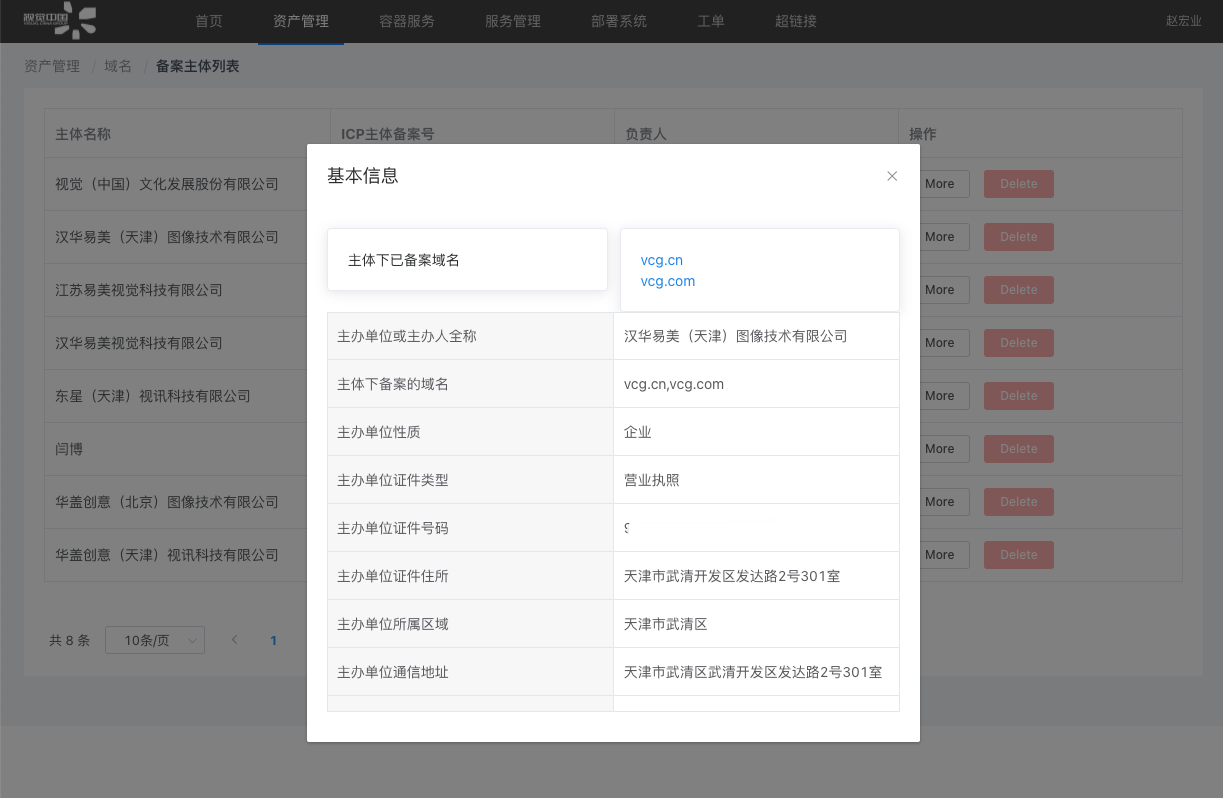 视觉中国
VISUAL CHINA GROUP
首页 资产管理 容器服务 服务管理 部署系统 工单 超链接 赵宏业
资产管理 / 域名 / 备案主体列表
主体名称 ICP主体备案号 负责人 操作
视觉（中国）文化发展股份有限公司 More Delete
汉华易美（天津）图像技术有限公司 More Delete
江苏易美视觉科技有限公司 More Delete
汉华易美视觉科技有限公司 More Delete
东星（天津）视讯科技有限公司 More Delete
闫博 More Delete
华盖创意（北京）图像技术有限公司 More Delete
华盖创意（天津）视讯科技有限公司 More Delete
共 8 条 10条/页 1
基本信息
主体下已备案域名
vcg.cn
vcg.com
主办单位或主办人全称 汉华易美（天津）图像技术有限公司
主体下备案的域名 vcg.cn,vcg.com
主办单位性质 企业
主办单位证件类型 营业执照
主办单位证件号码
主办单位证件住所 天津市武清开发区发达路2号301室
主办单位所属区域 天津市武清区
主办单位通信地址 天津市武清区武清开发区发达路2号301室